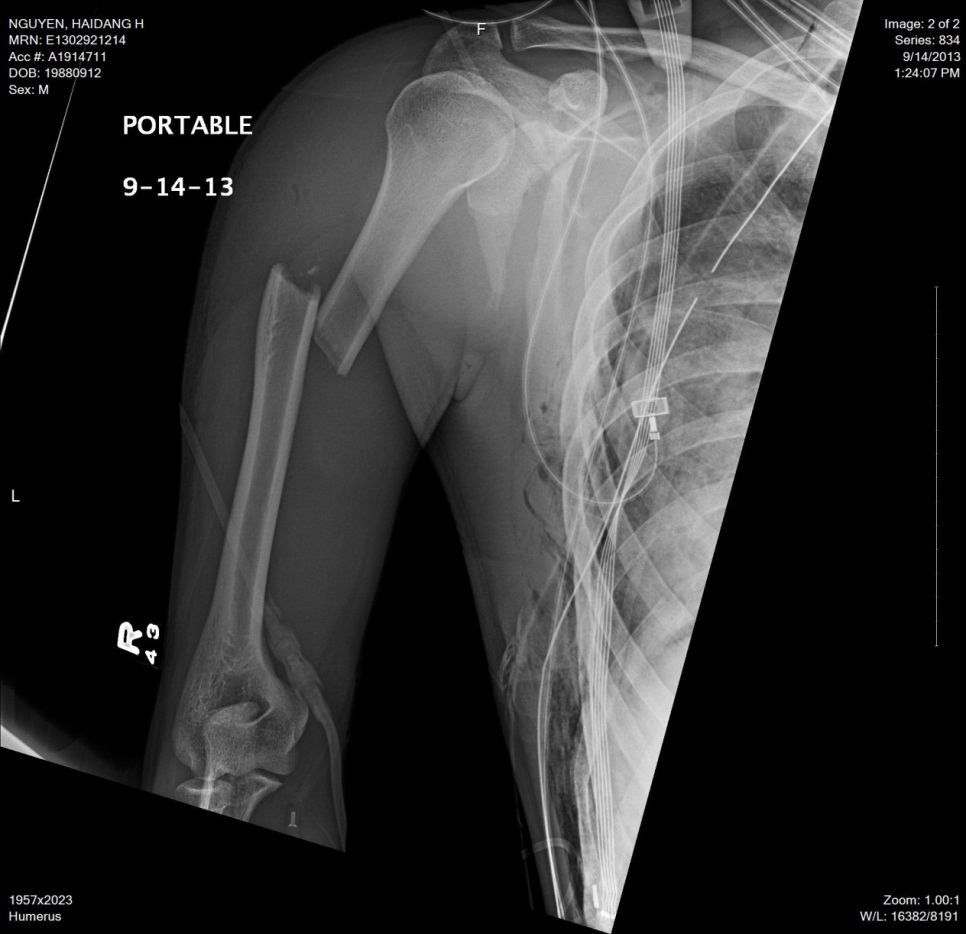 NGUYEN, HAIDANG H
MRN: E1302921214
Acc #: A1914711
DOB: 19880912
Sex: M
Image: 2 of 2
Series: 834
9/14/2013
1:24:07 PM
F
PORTABLE
9-14-13
L
R
43
1957x2023
Humerus
Zoom: 1.00:1
W/L: 16382/8191